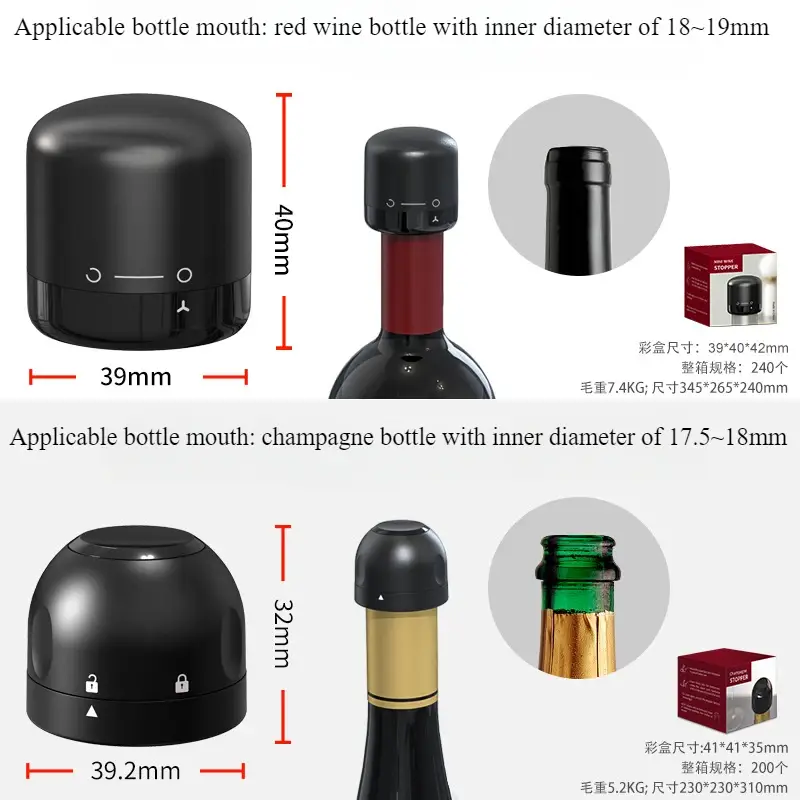 Applicable bottle mouth: red wine bottle with inner diameter of 18~19mm
40mm
39mm
STOPPER
彩盒尺寸：39*40*42mm
整箱规格：240个
毛重7.4KG; 尺寸345*265*240mm
Applicable bottle mouth: champagne bottle with inner diameter of 17.5~18mm
32mm
39.2mm
Champagne
STOPPER
彩盒尺寸:41*41*35mm
整箱规格：200个
毛重5.2KG; 尺寸230*230*310mm